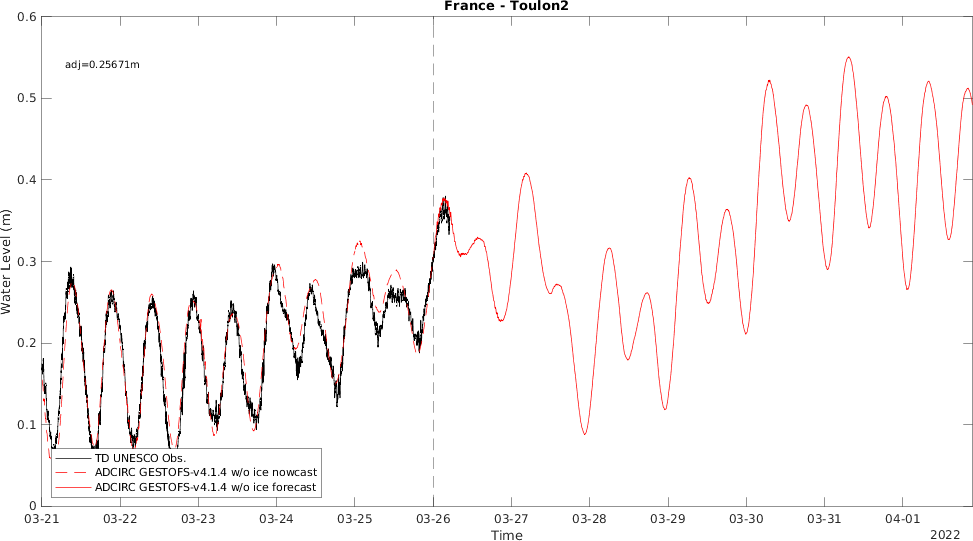 France - Toulon2
adj=0.25671m
0.6
0.5
0.4
0.3
0.2
0.1
0
Water Level (m)
TD UNESCO Obs.
ADCIRC GESTOFS-v4.1.4 w/o ice nowcast
ADCIRC GESTOFS-v4.1.4 w/o ice forecast
03-21 03-22 03-23 03-24 03-25 03-26 03-27 03-28 03-29 03-30 03-31 04-01
Time
2022